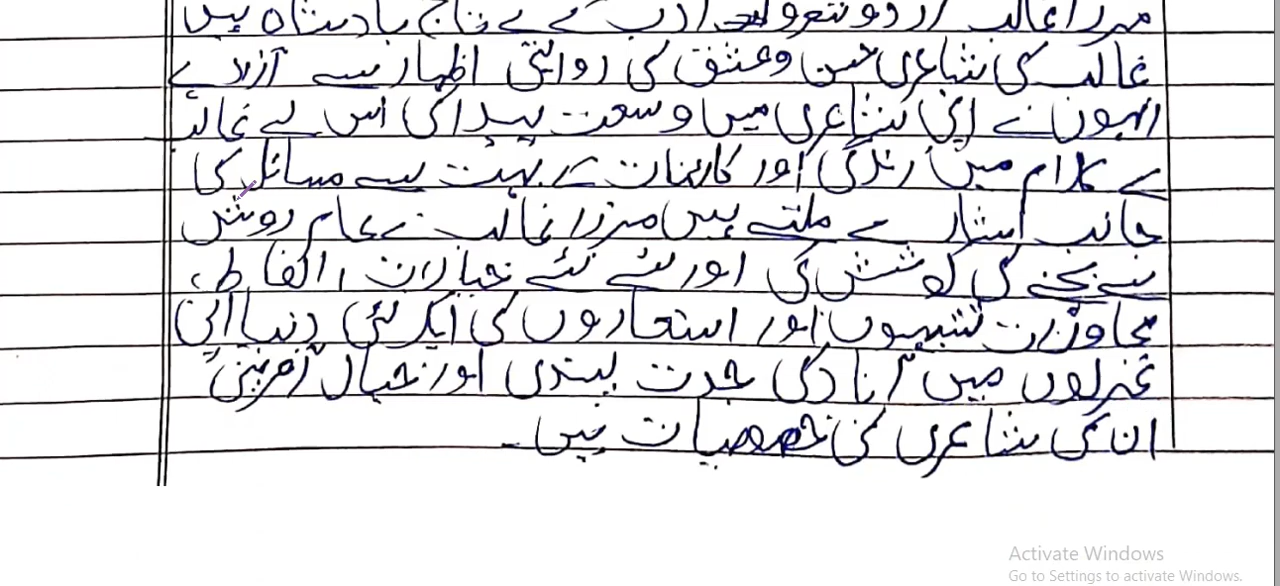 مرزا غالب اردو شعر و ادب کے بے تاج بادشاہ ہیں
غالب کی شاعری حسن و عشق کی روایتی اظہار سے آزاد ہے
انہوں نے اپنی شاعری میں وسعت پیدا کی اس لے غالب
کے کلام میں زندگی اور کائنات کے بہت سے مسائل کی
جانب اشارے ملتے ہیں مرزا غالب نے عام روش
سے بچنے کی کوشش کی اور نئے نئے خیالات، الفاظ،
محاورات تشبیہوں اور استعاروں کی ایک نئی دنیا اپنی
غزلوں میں آباد کی جدت پسندی اور خیال آفرینی
ان کی شاعری کی خصوصیات ہیں۔
Activate Windows
Go to Settings to activate Windows.